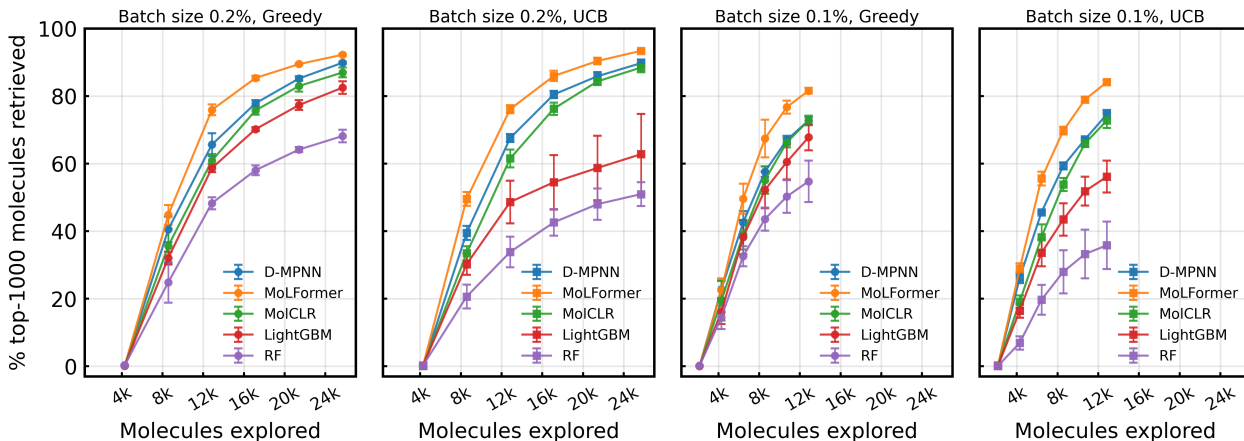 Batch size 0.2%, Greedy
Batch size 0.2%, UCB
Batch size 0.1%, Greedy
Batch size 0.1%, UCB
% top-1000 molecules retrieved
100
80
60
40
20
0
D-MPNN
MoLFormer
MolCLR
LightGBM
RF
D-MPNN
MoLFormer
MolCLR
LightGBM
RF
D-MPNN
MoLFormer
MolCLR
LightGBM
RF
D-MPNN
MoLFormer
MolCLR
LightGBM
RF
4k 8k 12k 16k 20k 24k
4k 8k 12k 16k 20k 24k
4k 8k 12k 16k 20k 24k
4k 8k 12k 16k 20k 24k
Molecules explored
Molecules explored
Molecules explored
Molecules explored